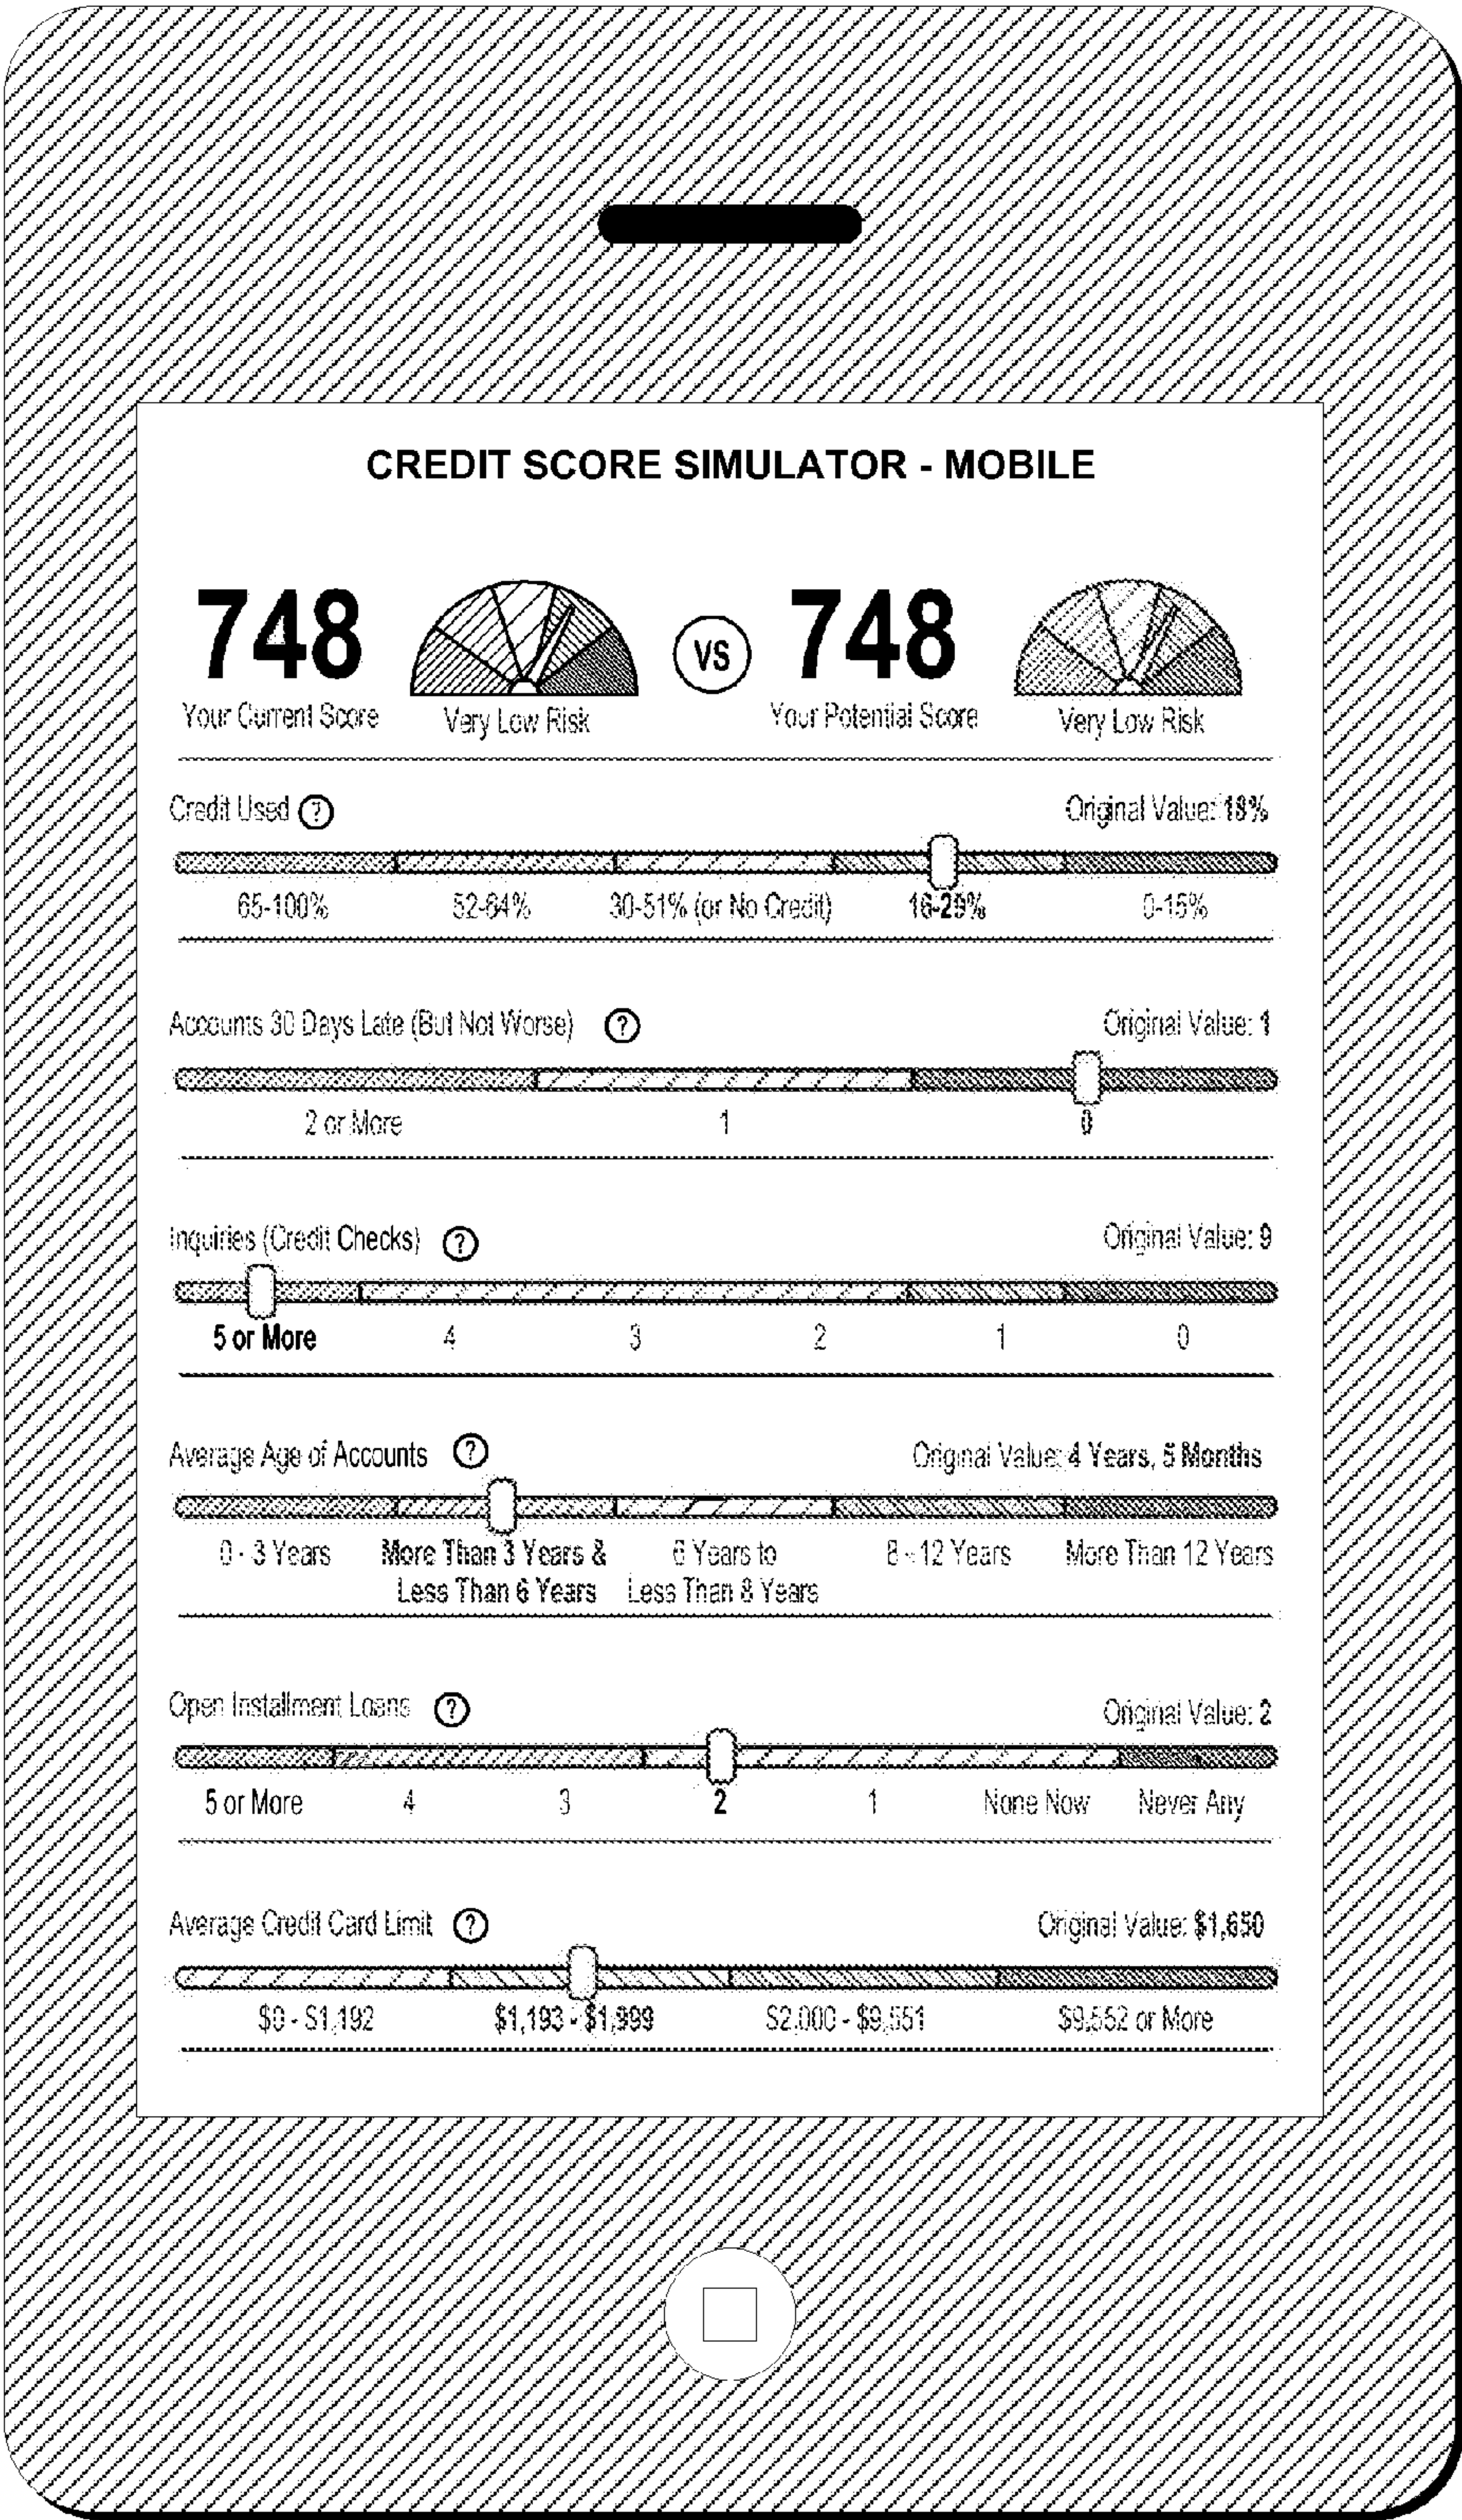 CREDIT SCORE SIMULATOR - MOBILE
748 VS 748
Your Current Score Very Low Risk Your Potential Score Very Low Risk
Credit Used ? Original Value: 18%
65-100% 52-64% 30-51% (or No Credit) 16-29% 0-15%
Accounts 30 Days Late (But Not Worse) ? Original Value: 1
2 or More 1 0
Inquiries (Credit Checks) ? Original Value: 9
5 or More 4 3 2 1 0
Average Age of Accounts ? Original Value: 4 Years, 5 Months
0 - 3 Years More Than 3 Years & 6 Years to 8 - 12 Years More Than 12 Years
Less Than 6 Years Less Than 8 Years
Open Installment Loans ? Original Value: 2
5 or More 4 3 2 1 None Now Never Any
Average Credit Card Limit ? Original Value: $1,650
$0 - $1,192 $1,193 - $1,999 $2,000 - $9,551 $9,552 or More